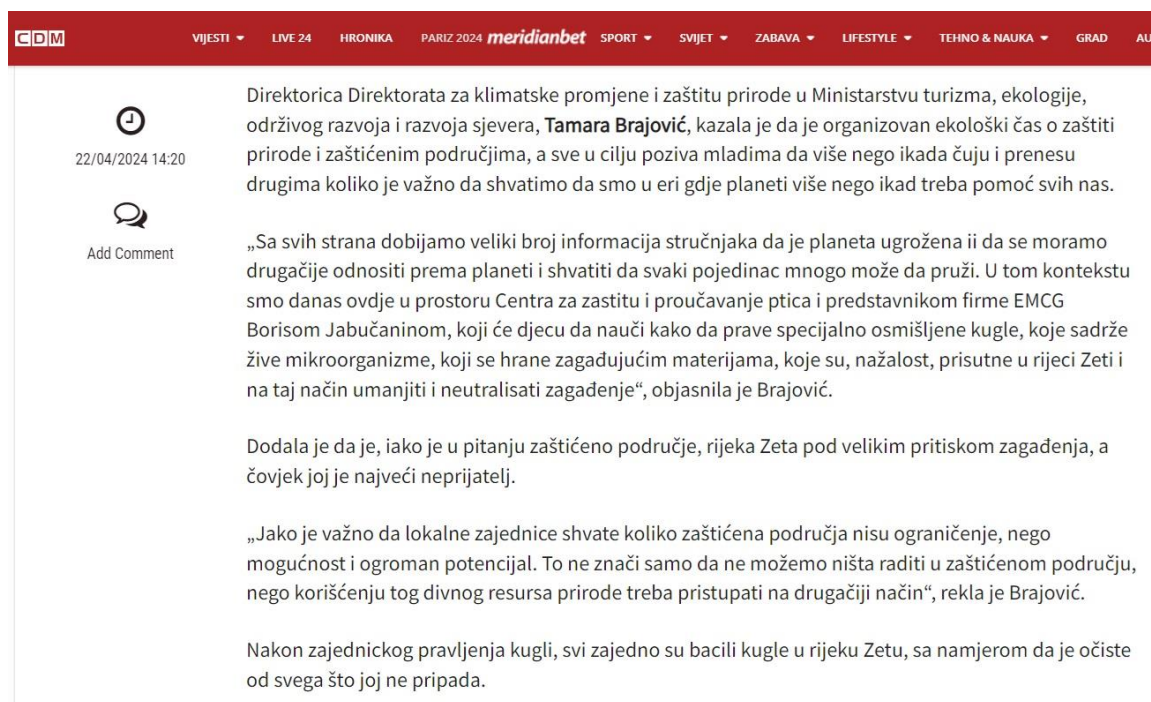 CDM
VIJESTI
LIVE 24
HRONIKA
PARIZ 2024 meridianbet
SPORT
SVIJET
ZABAVA
LIFESTYLE
TEHNO & NAUKA
GRAD
AU
22/04/2024 14:20
Add Comment
Direktorica Direktorata za klimatske promjene i zaštitu prirode u Ministarstvu turizma, ekologije,
održivog razvoja i razvoja sjevera, Tamara Brajović, kazala je da je organizovan ekološki čas o zaštiti
prirode i zaštićenim područjima, a sve u cilju poziva mladima da više nego ikada čuju i prenesu
drugima koliko je važno da shvatimo da smo u eri gdje planeti više nego ikad treba pomoć svih nas.
„Sa svih strana dobijamo veliki broj informacija stručnjaka da je planeta ugrožena ii da se moramo
drugačije odnositi prema planeti i shvatiti da svaki pojedinac mnogo može da pruži. U tom kontekstu
smo danas ovdje u prostoru Centra za zastitu i proučavanje ptica i predstavnikom firme EMCG
Borisom Jabučaninom, koji će djecu da nauči kako da prave specijalno osmišljene kugle, koje sadrže
žive mikroorganizme, koji se hrane zagađujućim materijama, koje su, nažalost, prisutne u rijeci Zeti i
na taj način umanjiti i neutralisati zagađenje“, objasnila je Brajović.
Dodala je da je, iako je u pitanju zaštićeno područje, rijeka Zeta pod velikim pritiskom zagađenja, a
čovjek joj je najveći neprijatelj.
„Jako je važno da lokalne zajednice shvate koliko zaštićena područja nisu ograničenje, nego
mogućnost i ogroman potencijal. To ne znači samo da ne možemo ništa raditi u zaštićenom području,
nego korišćenju tog divnog resursa prirode treba pristupati na drugačiji način“, rekla je Brajović.
Nakon zajedničkog pravljenja kugli, svi zajedno su bacili kugle u rijeku Zetu, sa namjerom da je očiste
od svega što joj ne pripada.